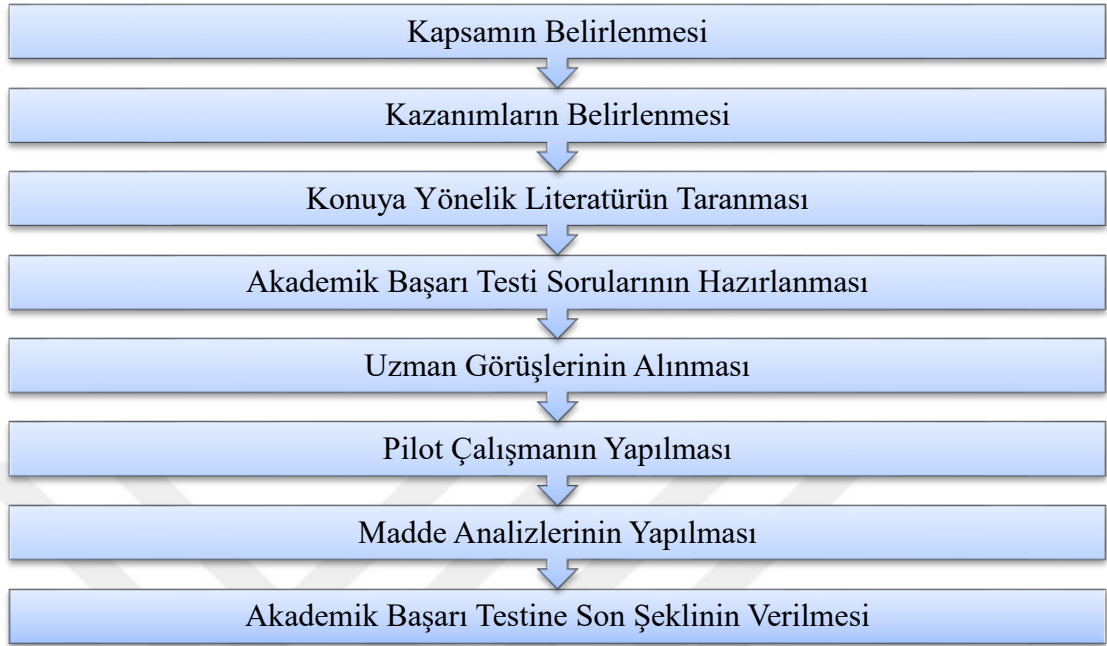 Kapsamın Belirlenmesi
Kazanımların Belirlenmesi
Konuya Yönelik Literatürün Taranması
Akademik Başarı Testi Sorularının Hazırlanması
Uzman Görüşlerinin Alınması
Pilot Çalışmanın Yapılması
Madde Analizlerinin Yapılması
Akademik Başarı Testine Son Şeklinin Verilmesi